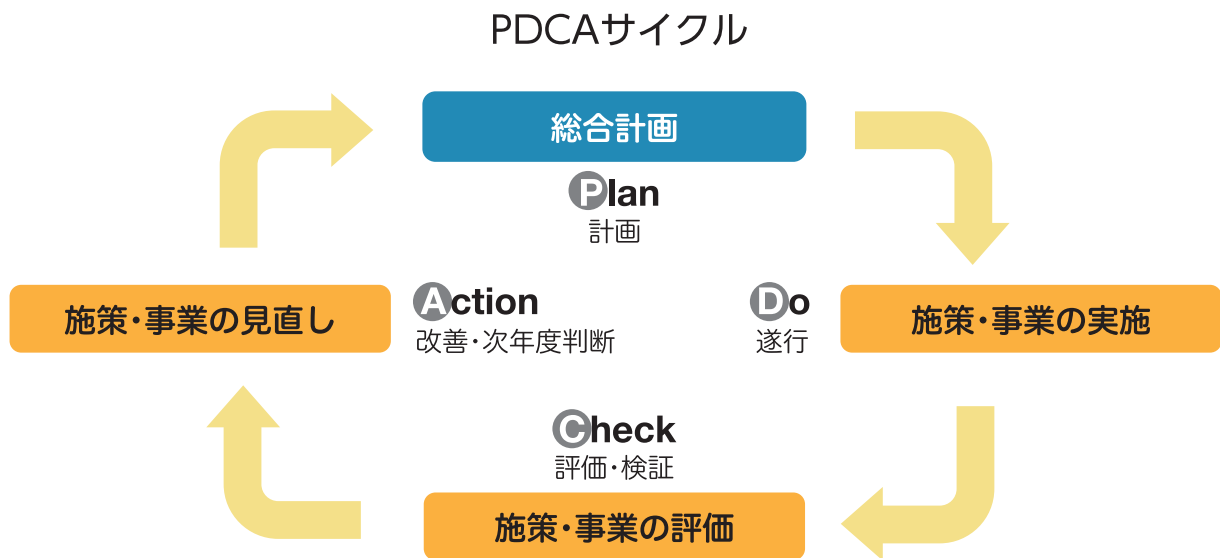 PDCAサイクル
総合計画
Plan
計画
施策・事業の見直し
Action
改善・次年度判断
Do
遂行
施策・事業の実施
Check
評価・検証
施策・事業の評価